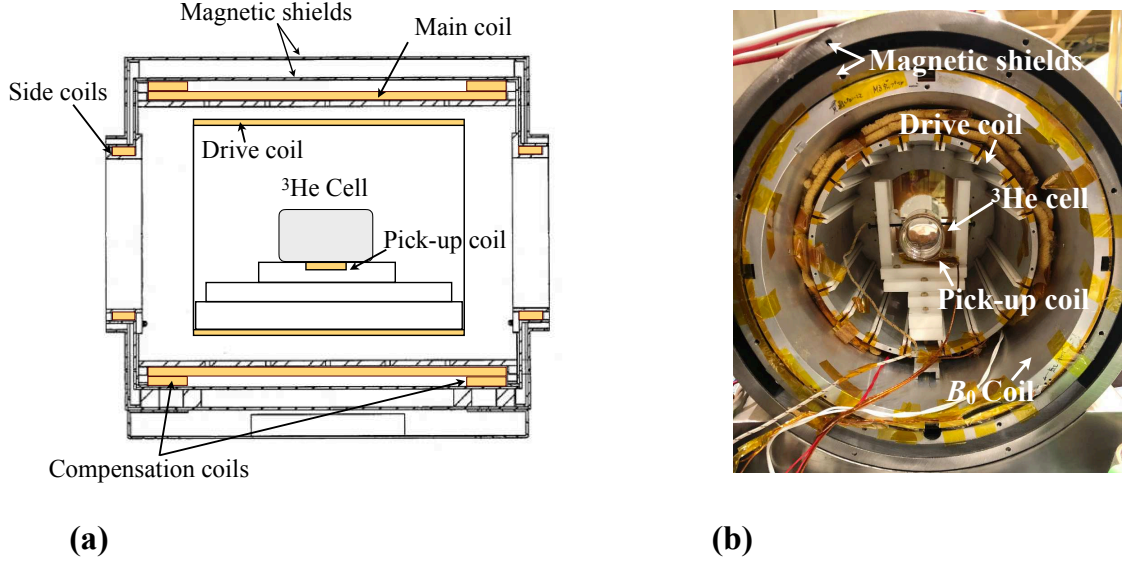 Magnetic shields
Main coil
Side coils
Drive coil
³He Cell
Pick-up coil
Compensation coils
(a)
Magnetic shields
Drive coil
³He cell
Pick-up coil
B₀ Coil
(b)